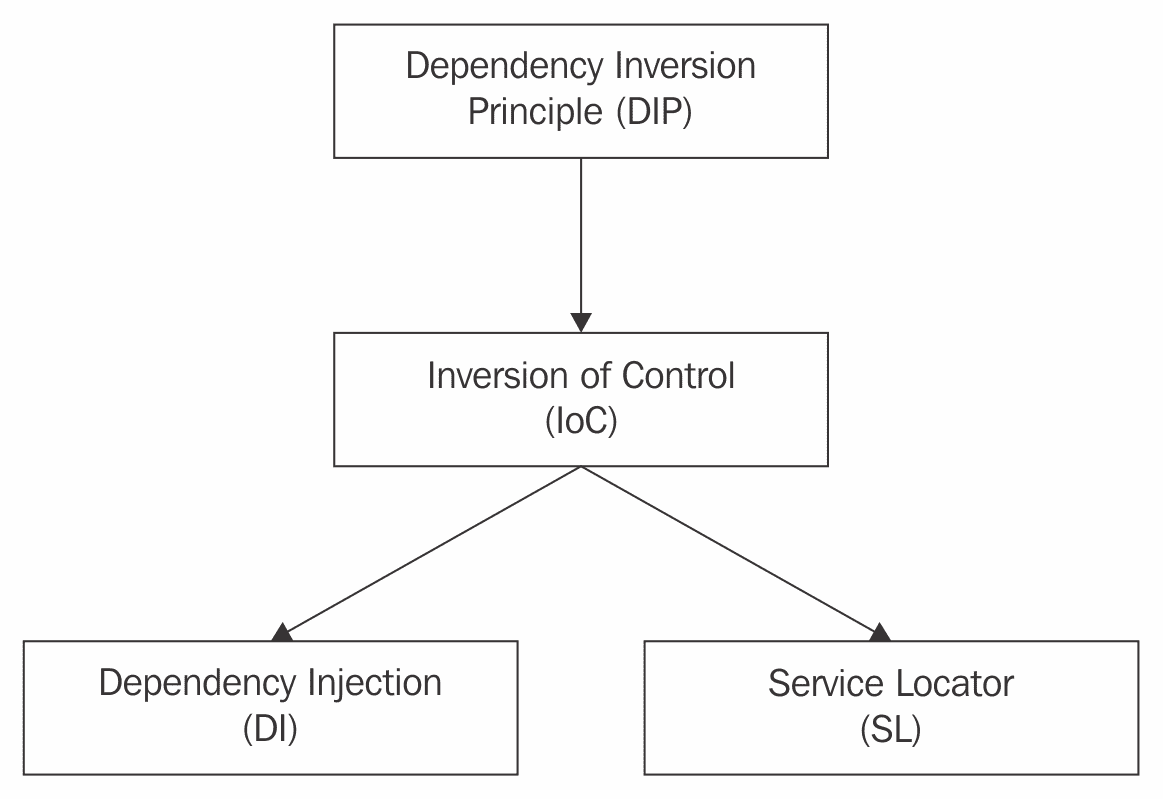 Dependency Inversion
Principle (DIP)
Inversion of Control
(IoC)
Dependency Injection
(DI)
Service Locator
(SL)